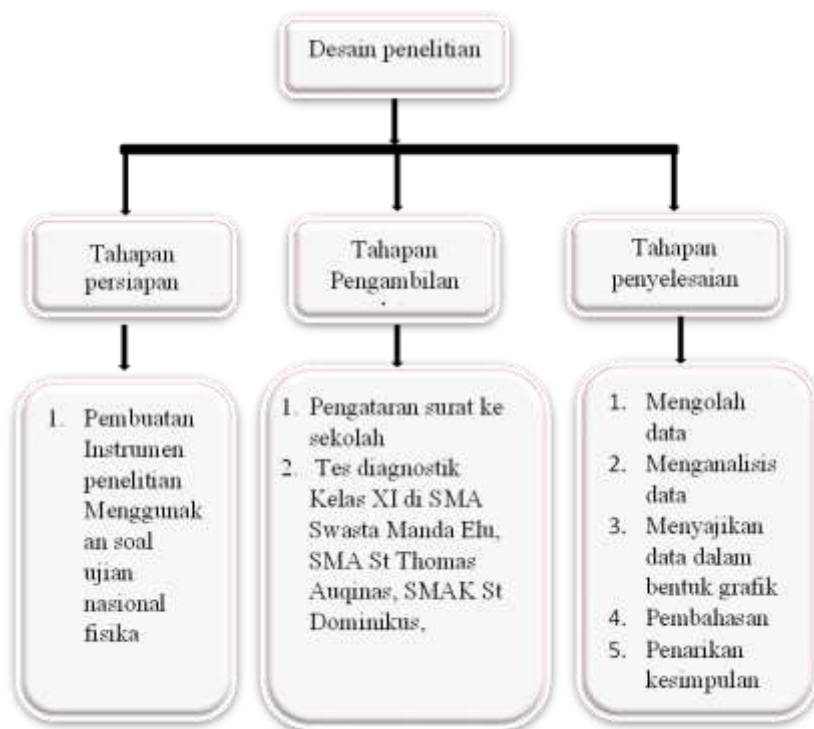 Desain penelitian
Tahapan
persiapan
Tahapan
Pengambilan
Tahapan
penyelesaian
1. Pembuatan
Instrumen
penelitian
Menggunak
an soal
ujian
nasional
fisika
1. Pengataran surat ke
sekolah
2. Tes diagnostik
Kelas XI di SMA
Swasta Manda Elu,
SMA St Thomas
Auqinas, SMAK St
Dominikus,
1. Mengolah
data
2. Menganalisis
data
3. Menyajikan
data dalam
bentuk grafik
4. Pembahasan
5. Penarikan
kesimpulan